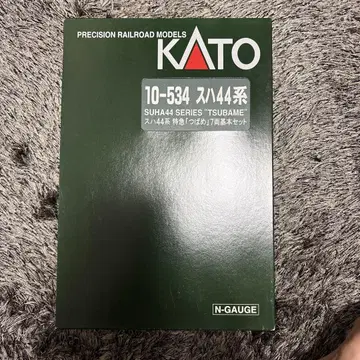 PRECISION RAILROAD MODELS
KATO
10-534 スハ44系
SUHA44 SERIES "TSUBAME"
スハ44系 特急「つばめ」7両基本セット
N-GAUGE